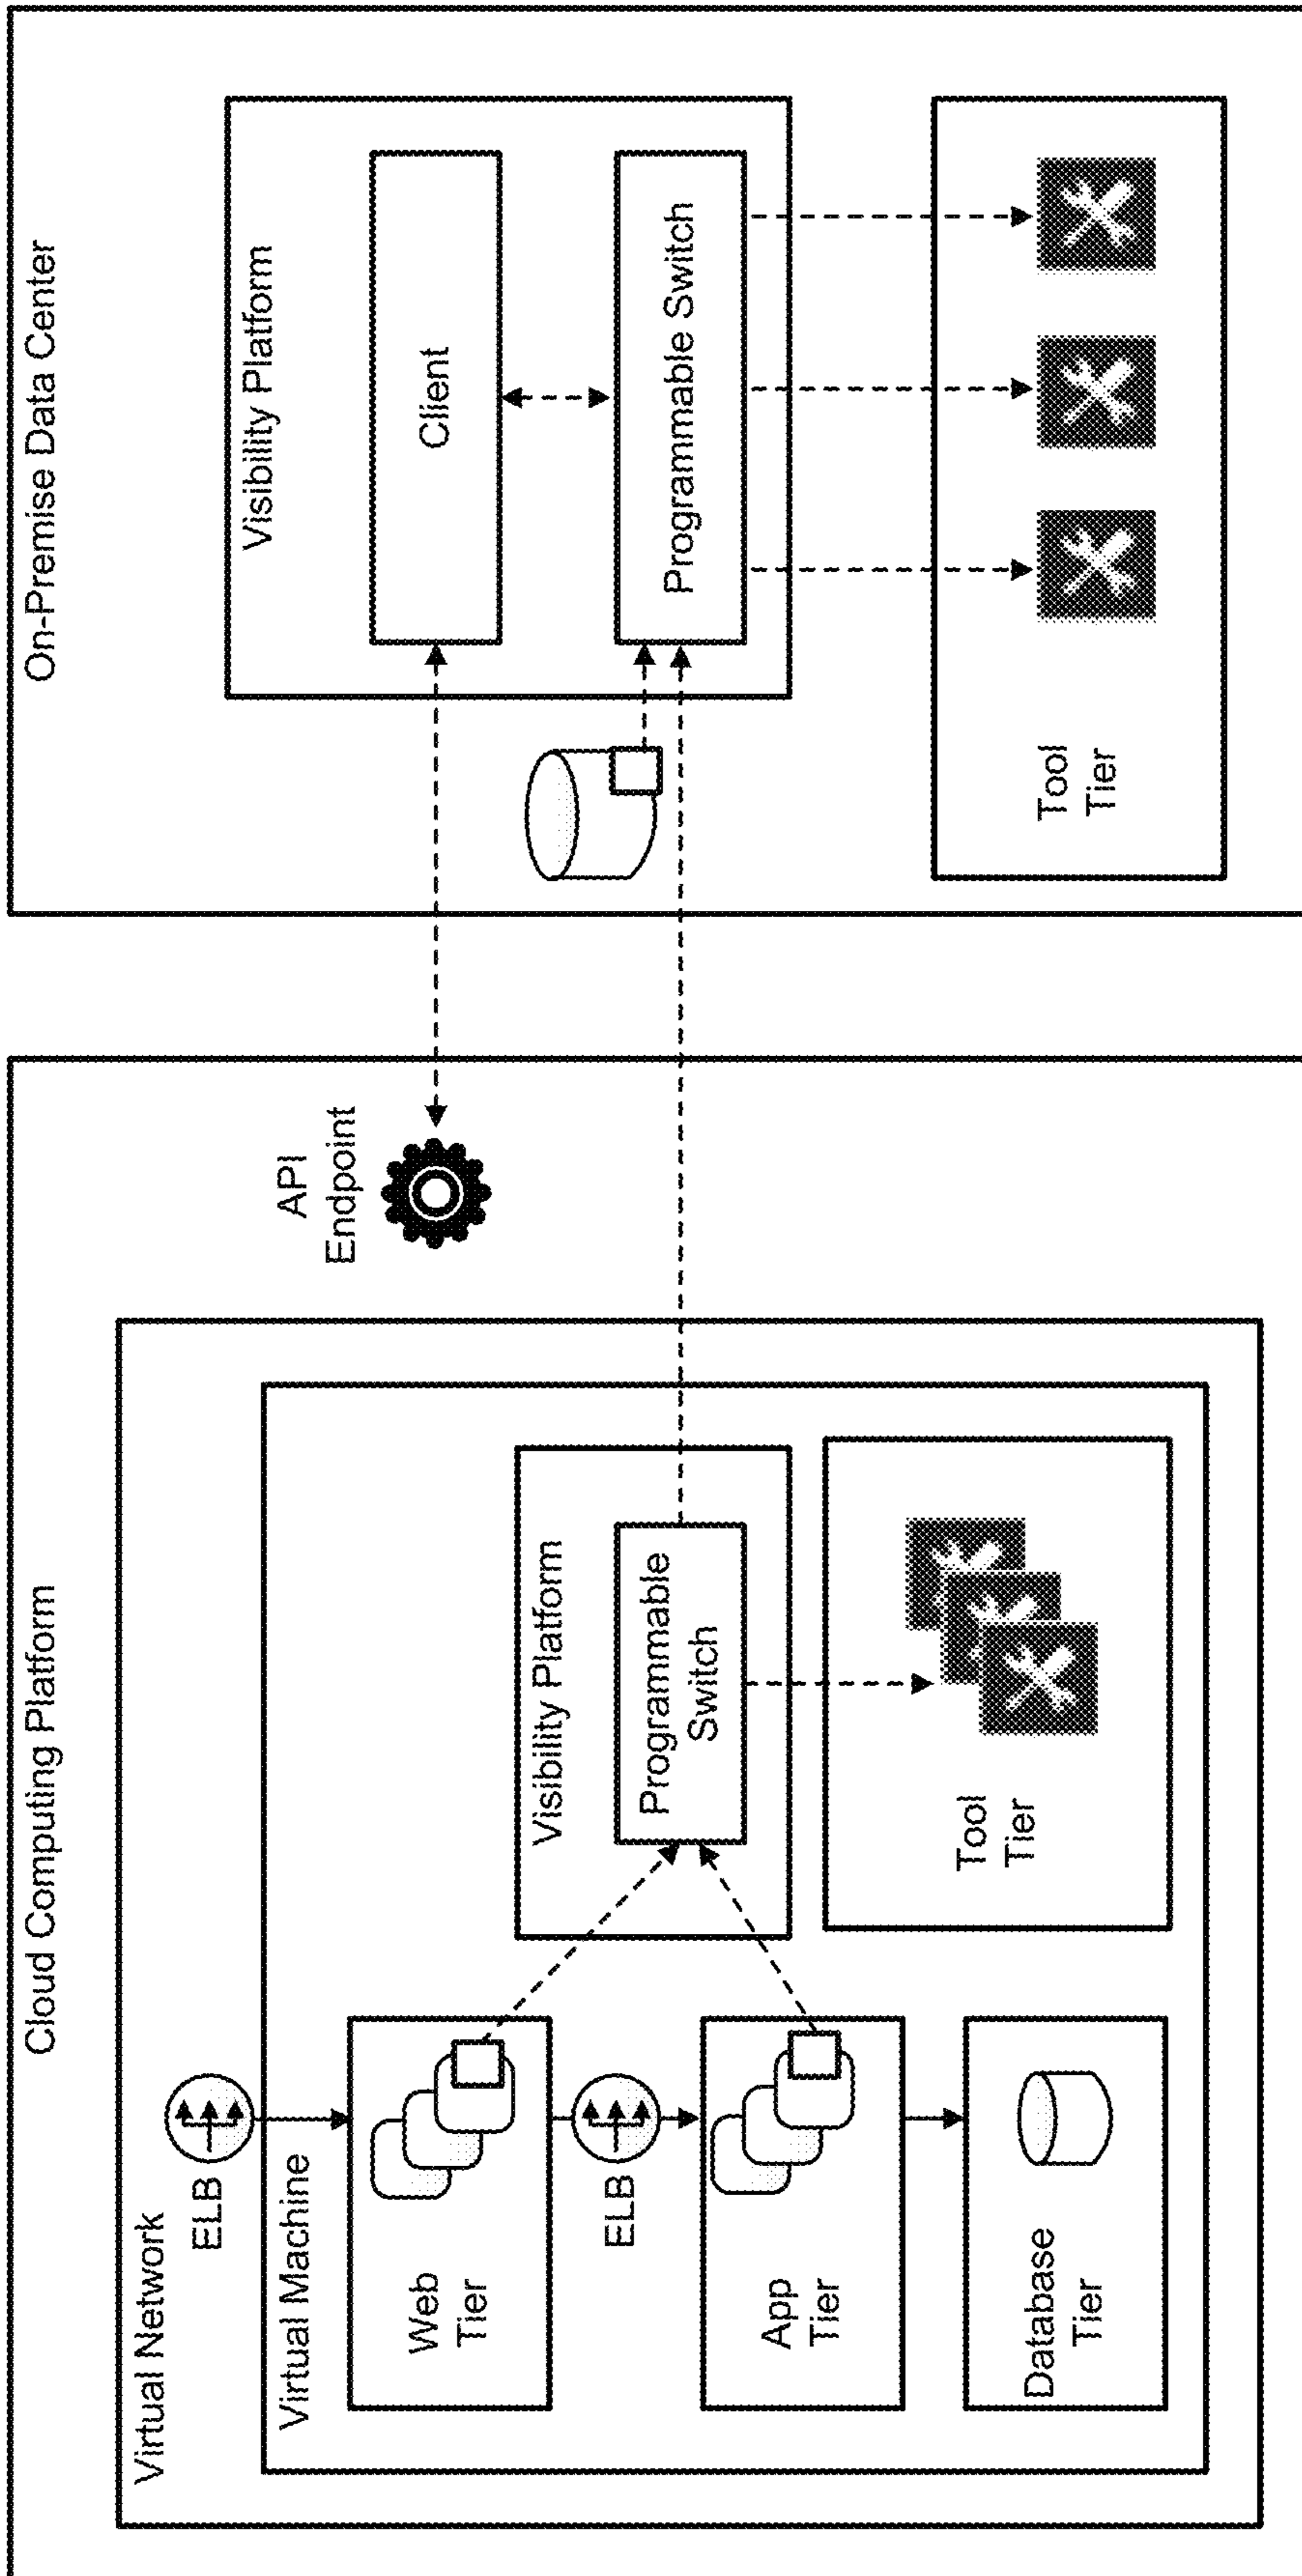 Cloud Computing Platform
Virtual Network
ELB
Virtual Machine
Web
Tier
ELB
App
Tier
Database
Tier
Visibility Platform
Programmable
Switch
Tool
Tier
API
Endpoint
On-Premise Data Center
Visibility Platform
Client
Programmable Switch
Tool
Tier